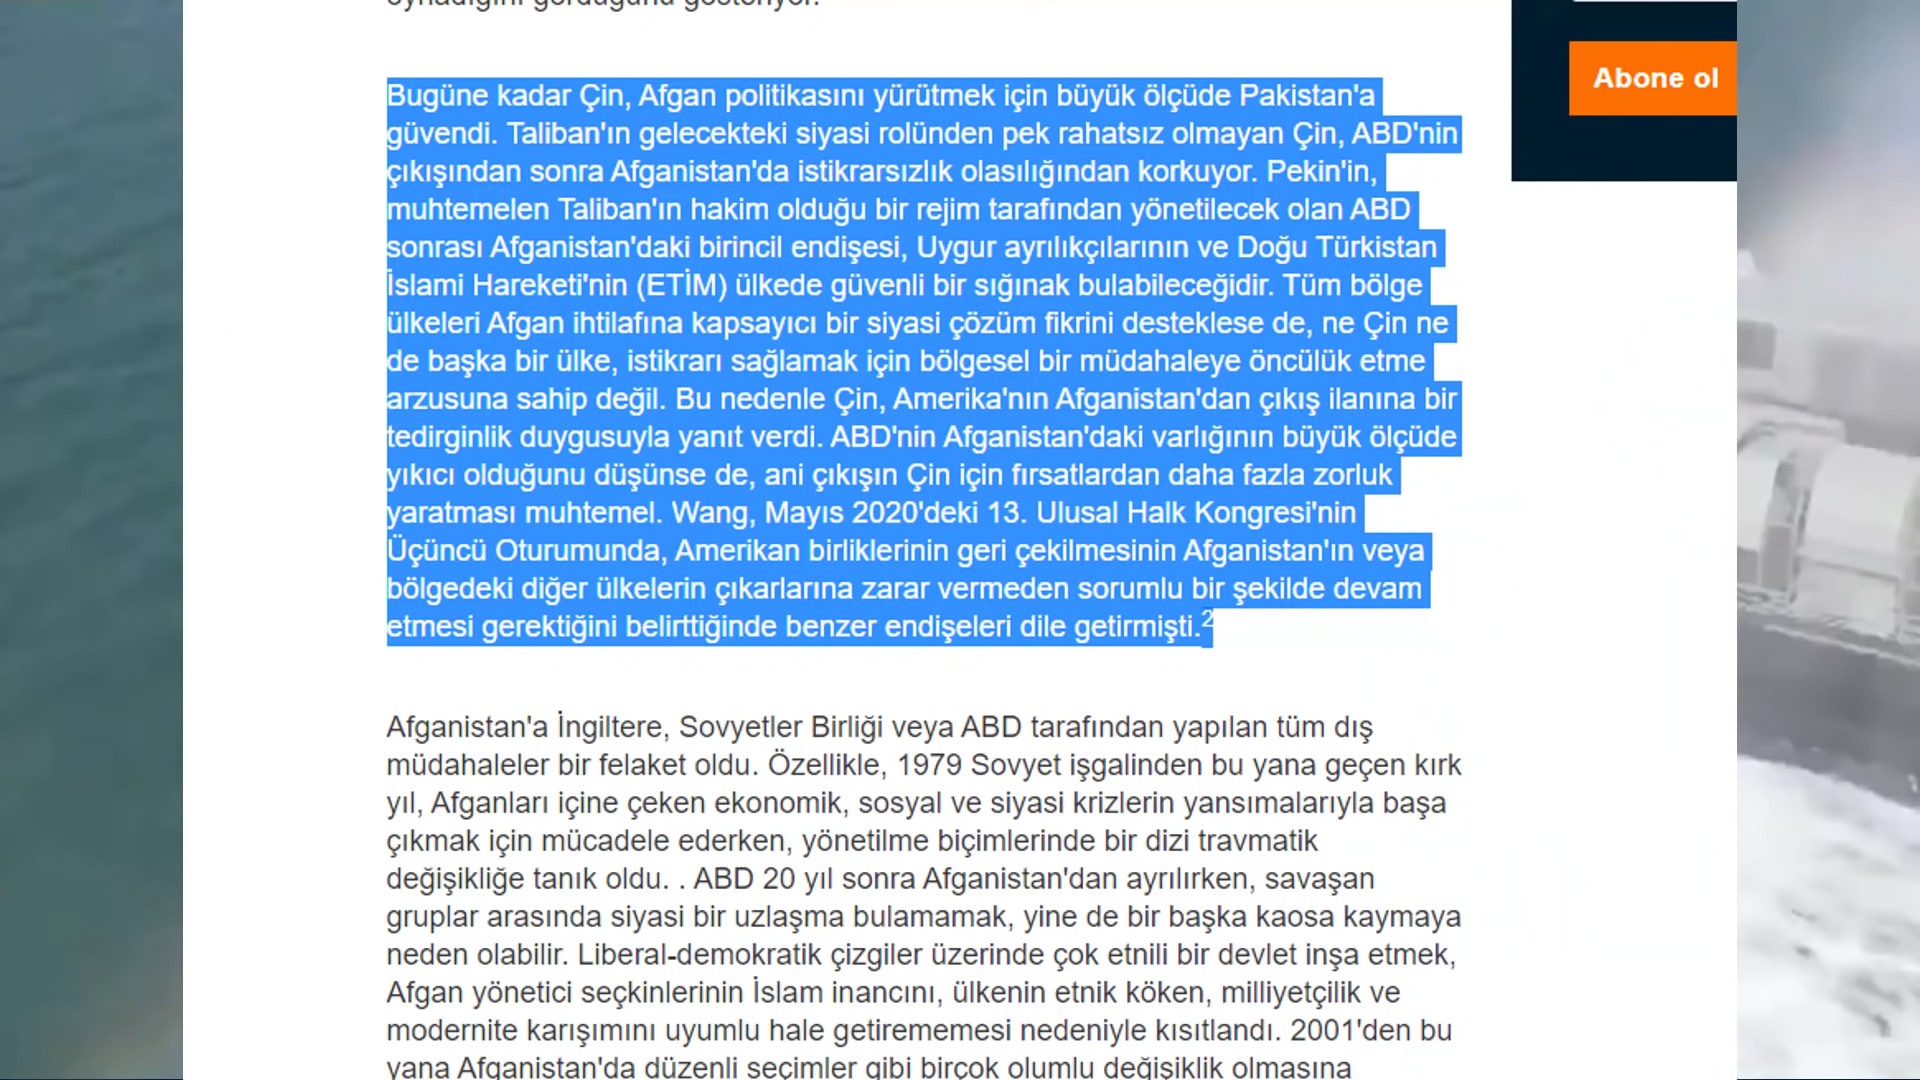 oynadığını gördüğünü gösteriyor.
Abone ol
Bugüne kadar Çin, Afgan politikasını yürütmek için büyük ölçüde Pakistan'a
güvendi. Taliban'ın gelecekteki siyasi rolünden pek rahatsız olmayan Çin, ABD'nin
çıkışından sonra Afganistan'da istikrarsızlık olasılığından korkuyor. Pekin'in,
muhtemelen Taliban'ın hakim olduğu bir rejim tarafından yönetilecek olan ABD
sonrası Afganistan'daki birincil endişesi, Uygur ayrılıkçılarının ve Doğu Türkistan
İslami Hareketi'nin (ETİM) ülkede güvenli bir sığınak bulabileceğidir. Tüm bölge
ülkeleri Afgan ihtilafına kapsayıcı bir siyasi çözüm fikrini desteklese de, ne Çin ne
de başka bir ülke, istikrarı sağlamak için bölgesel bir müdahaleye öncülük etme
arzusuna sahip değil. Bu nedenle Çin, Amerika'nın Afganistan'dan çıkış ilanına bir
tedirginlik duygusuyla yanıt verdi. ABD'nin Afganistan'daki varlığının büyük ölçüde
yıkıcı olduğunu düşünse de, ani çıkışın Çin için fırsatlardan daha fazla zorluk
yaratması muhtemel. Wang, Mayıs 2020'deki 13. Ulusal Halk Kongresi'nin
Üçüncü Oturumunda, Amerikan birliklerinin geri çekilmesinin Afganistan'ın veya
bölgedeki diğer ülkelerin çıkarlarına zarar vermeden sorumlu bir şekilde devam
etmesi gerektiğini belirttiğinde benzer endişeleri dile getirmişti.2
Afganistan'a İngiltere, Sovyetler Birliği veya ABD tarafından yapılan tüm dış
müdahaleler bir felaket oldu. Özellikle, 1979 Sovyet işgalinden bu yana geçen kırk
yıl, Afganları içine çeken ekonomik, sosyal ve siyasi krizlerin yansımalarıyla başa
çıkmak için mücadele ederken, yönetilme biçimlerinde bir dizi travmatik
değişikliğe tanık oldu. . ABD 20 yıl sonra Afganistan'dan ayrılırken, savaşan
gruplar arasında siyasi bir uzlaşma bulamamak, yine de bir başka kaosa kaymaya
neden olabilir. Liberal-demokratik çizgiler üzerinde çok etnili bir devlet inşa etmek,
Afgan yönetici seçkinlerinin İslam inancını, ülkenin etnik köken, milliyetçilik ve
modernite karışımını uyumlu hale getirememesi nedeniyle kısıtlandı. 2001'den bu
yana Afganistan'da düzenli seçimler gibi birçok olumlu değişiklik olmasına